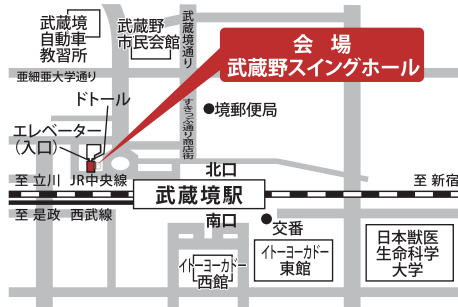 武蔵境
自動車
教習所
武蔵野
市民会館
武蔵境通り
会場
武蔵野スイングホール
亜細亜大学通り
ドトール
すきっぷ通り商店街
境郵便局
エレベーター
（入口）
北口
至 立川 JR中央線
至 新宿
武蔵境駅
至 是政 西武線
南口
交番
イトーヨーカドー
西館
イトーヨーカドー
東館
日本獣医
生命科学
大学